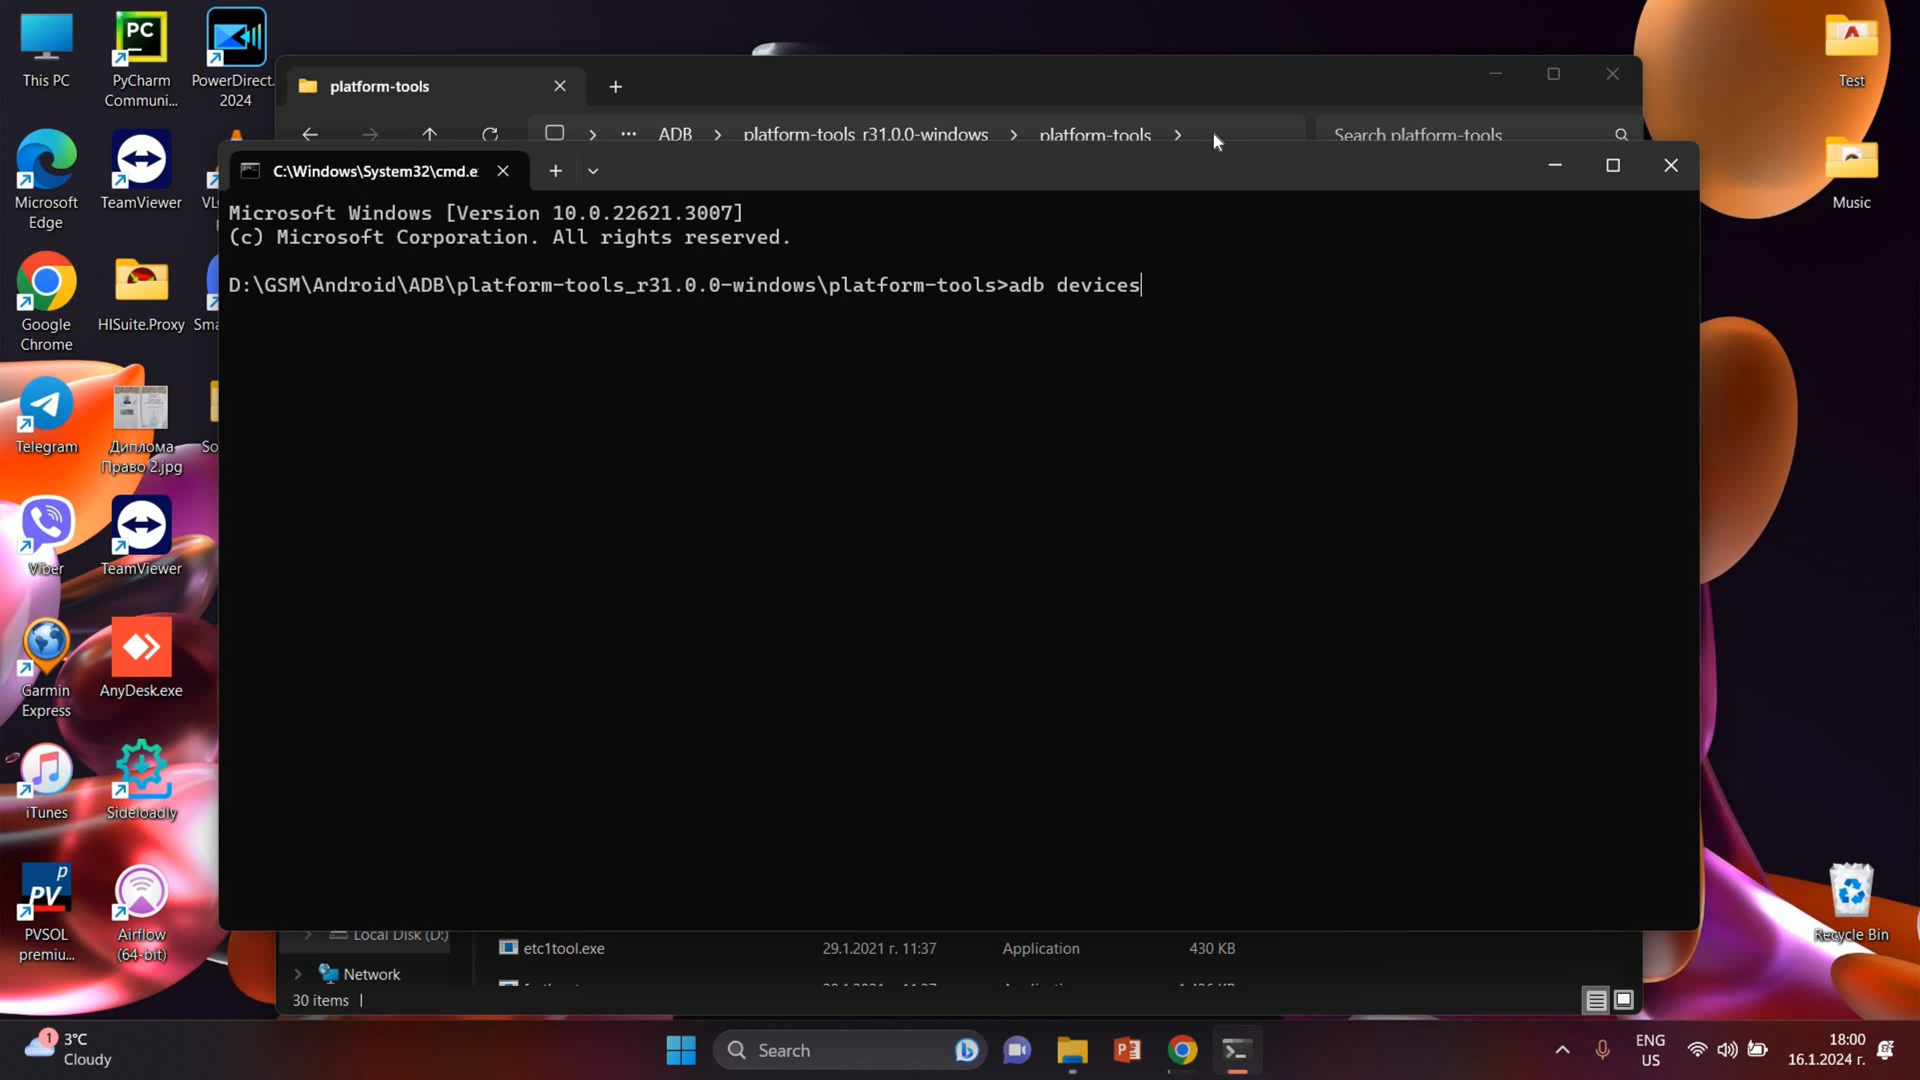 This PC
PC
PyCharm
Communi...
PowerDirect...
2024
platform-tools
ADB
platform-tools_r31.0.0-windows
platform-tools
Search platform-tools
Test
Music
Microsoft
Edge
TeamViewer
C:\Windows\System32\cmd.e
Microsoft Windows [Version 10.0.22621.3007]
(c) Microsoft Corporation. All rights reserved.
D:\GSM\Android\ADB\platform-tools_r31.0.0-windows\platform-tools>adb devices
Google
Chrome
HISuite.Proxy
Telegram
Диплома
Право 2.jpg
Viber
TeamViewer
Garmin
Express
AnyDesk.exe
iTunes
Sideloadly
PV
PVSOL
premiu...
Airflow
(64-bit)
Recycle Bin
Local Disk (D:)
Network
etc1tool.exe 29.1.2021 г. 11:37 Application 430 KB
30 items
1
3°C
Cloudy
Search
ENG
US
18:00
16.1.2024 г.